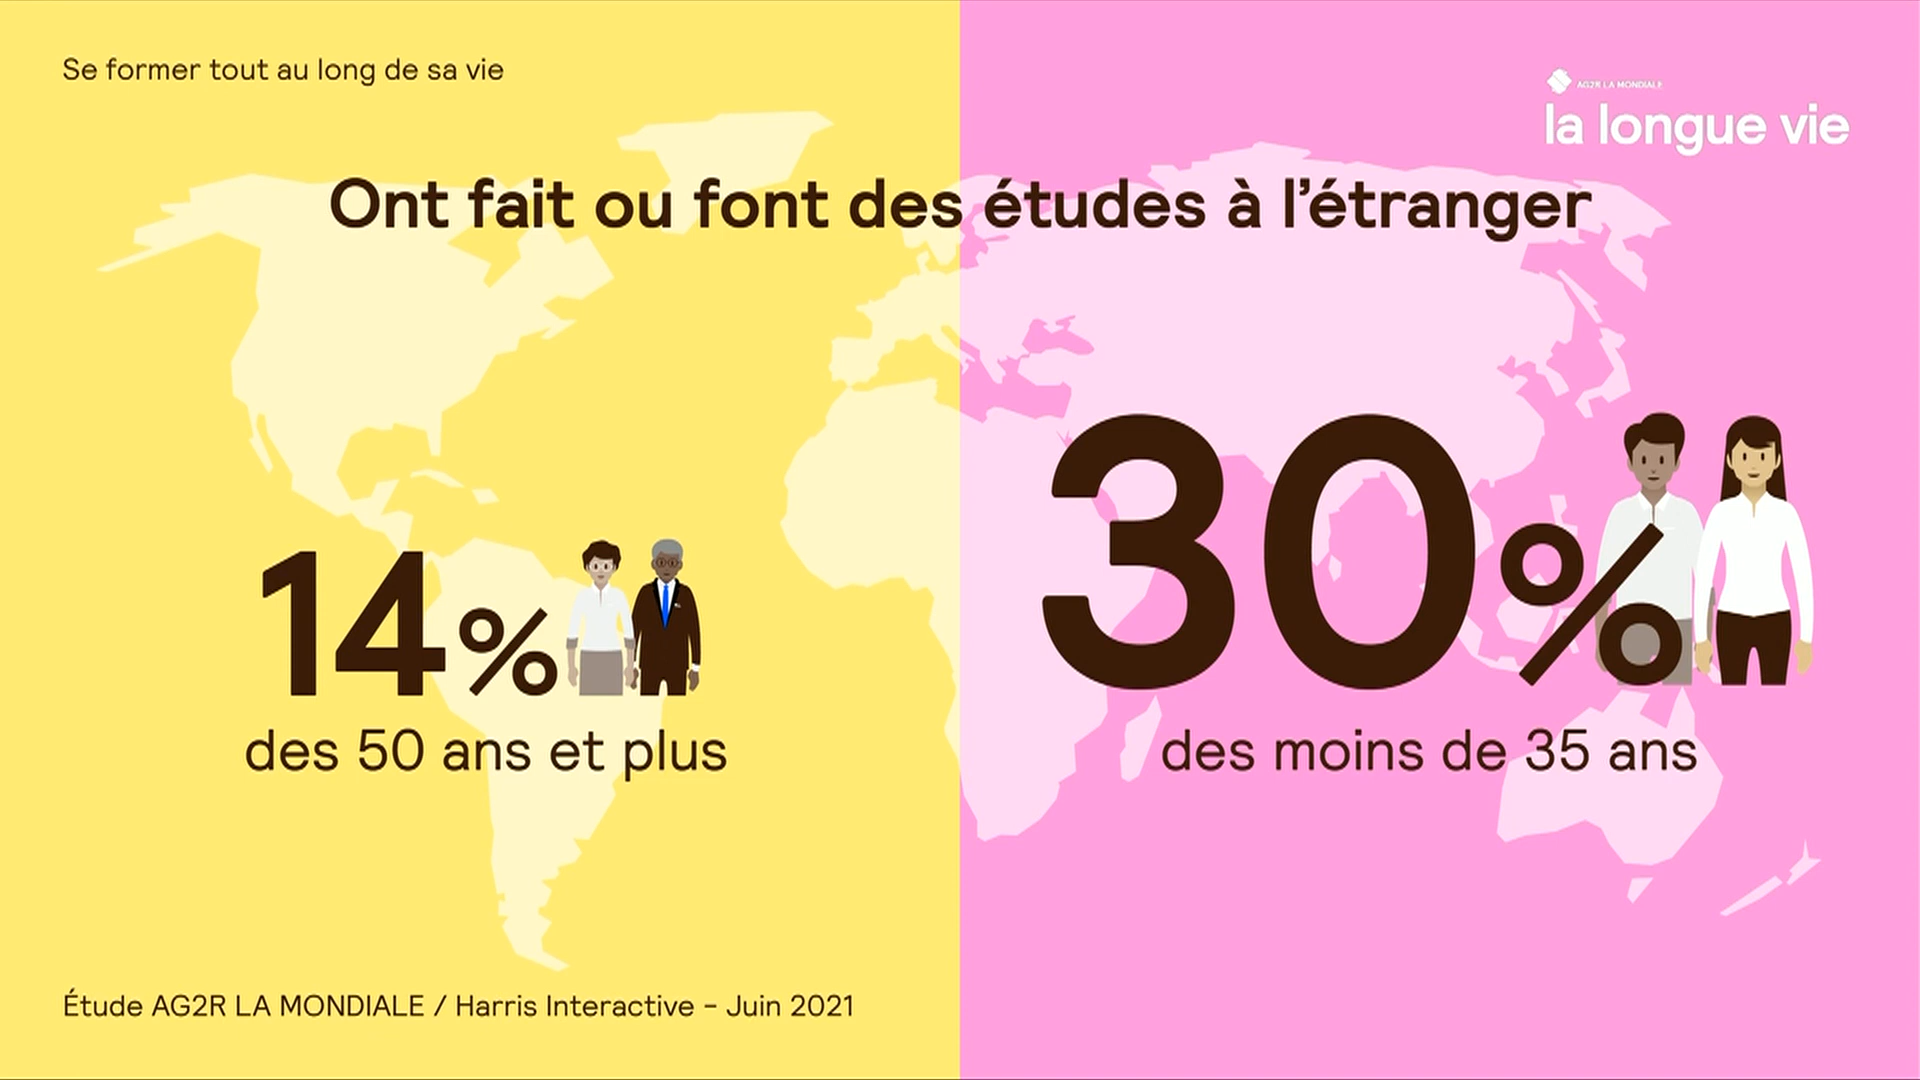 Se former tout au long de sa vie
AG2R LA MONDIALE
la longue vie
Ont fait ou font des études à l’étranger
14%
des 50 ans et plus
30%
des moins de 35 ans
Étude AG2R LA MONDIALE / Harris Interactive – Juin 2021